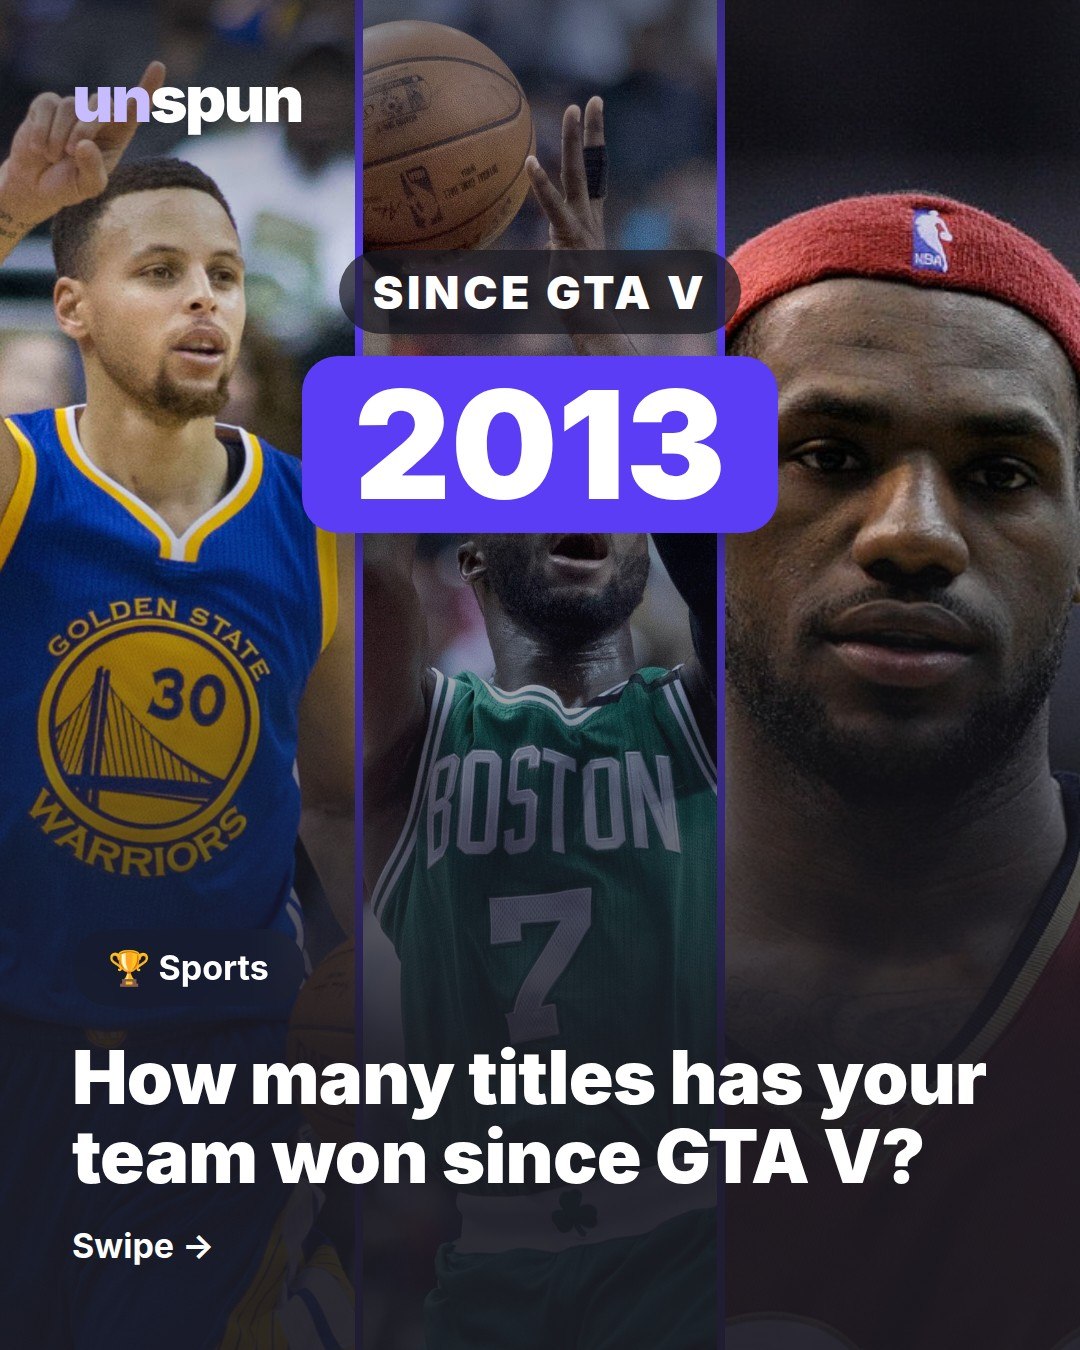 unspun
SINCE GTA V
2013
NBA
GOLDEN STATE
30
WARRIORS
BOSTON
7
🏆 Sports
How many titles has your
team won since GTA V?
Swipe →